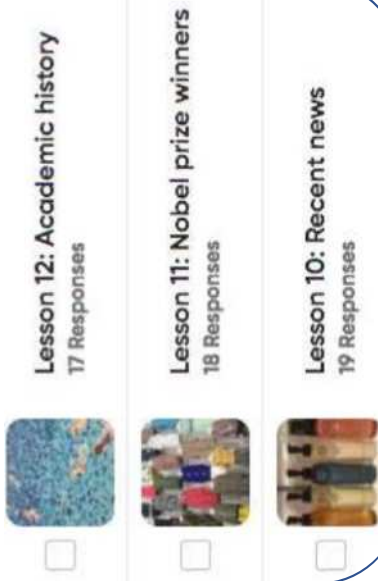 Lesson 12: Academic history
17 Responses
Lesson 11: Nobel prize winners
18 Responses
Lesson 10: Recent news
19 Responses